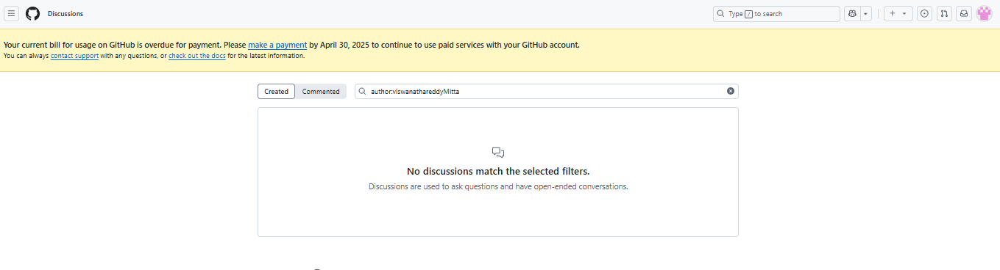 Discussions
Type / to search
Your current bill for usage on GitHub is overdue for payment. Please make a payment by April 30, 2025 to continue to use paid services with your GitHub account.
You can always contact support with any questions, or check out the docs for the latest information.
Created Commented author:viswanathareddyMitta
No discussions match the selected filters.
Discussions are used to ask questions and have open-ended conversations.